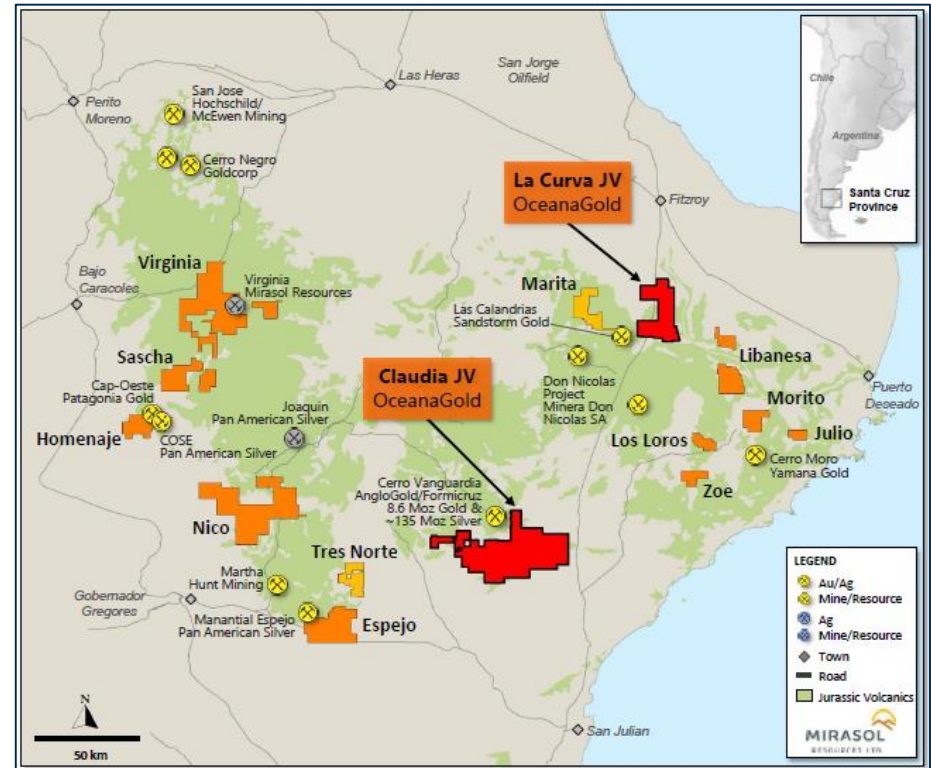 San Jorge
Oilfield
Las Heras
Perito
Moreno
San Jose
Hochschild/
McEwen Mining
Cerro Negro
Goldcorp
Chile
Argentina
Santa Cruz
Province
La Curva JV
OceanaGold
Fitzroy
Bajo
Caracoles
Virginia
Virginia
Mirasol Resources
Marita
Las Calandrias
Sandstorm Gold
Sascha
Cap-Oeste
Patagonia Gold
Claudia JV
OceanaGold
Libanesa
Don Nicolas
Project
Minera Don
Nicolas SA
Morito
Puerto
Deseado
Homenaje
COSE
Pan American Silver
Joaquin
Pan American Silver
Los Loros
Julio
Cerro Moro
Yamana Gold
Zoe
Cerro Vanguardia
AngloGold/Formicruz
8.6 Moz Gold &
~135 Moz Silver
Nico
Tres Norte
Martha
Hunt Mining
Gobernador
Gregores
Manantial Espejo
Pan American Silver
Espejo
San Julian
N
50 km
LEGEND
Au/Ag
Mine/Resource
Ag
Mine/Resource
Town
Road
Jurassic Volcanics
MIRASOL
RESOURCES LTD